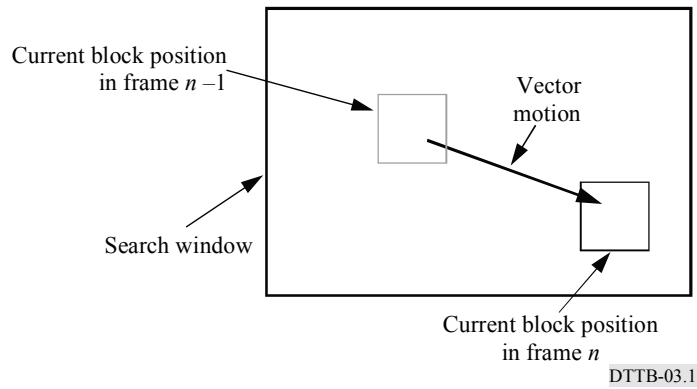 Current block position
in frame n –1
Vector
motion
Search window
Current block position
in frame n
DTTB-03.1